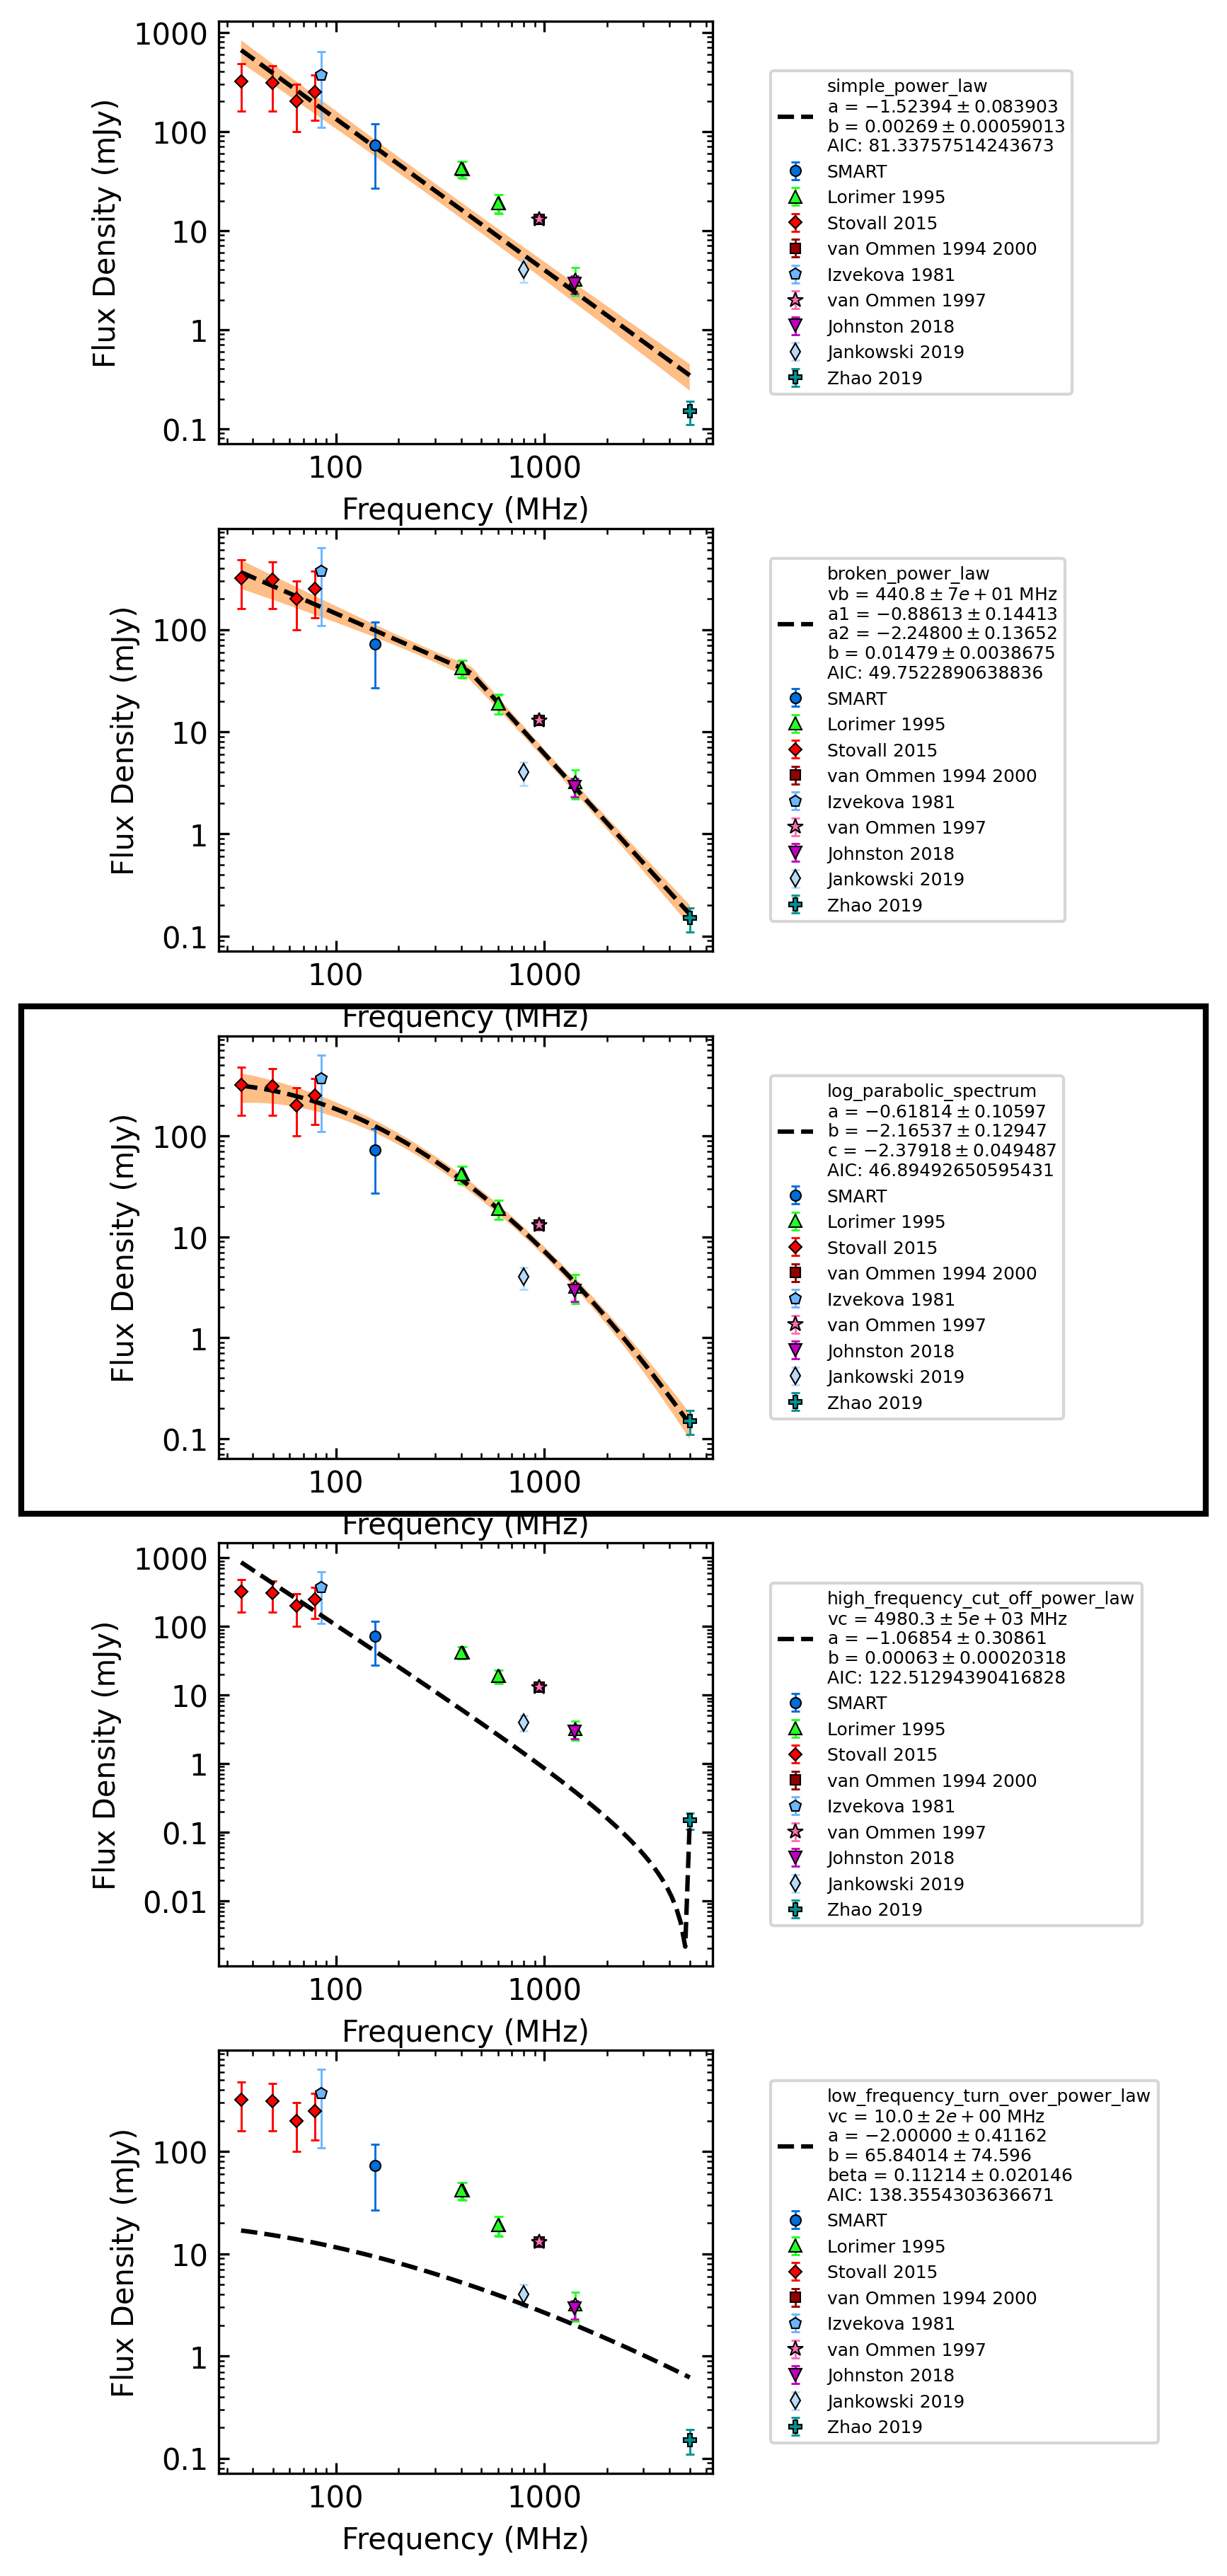 1000
100
10
1
0.1
Flux Density (mJy)
100 1000
Frequency (MHz)
simple_power_law
a = −1.52394 ± 0.083903
b = 0.00269 ± 0.00059013
AIC: 81.33757514243673
SMART
Lorimer 1995
Stovall 2015
van Ommen 1994 2000
Izvekova 1981
van Ommen 1997
Johnston 2018
Jankowski 2019
Zhao 2019
100
10
1
0.1
Flux Density (mJy)
100 1000
Frequency (MHz)
broken_power_law
vb = 440.8 ± 7e + 01 MHz
a1 = −0.88613 ± 0.14413
a2 = −2.24800 ± 0.13652
b = 0.01479 ± 0.0038675
AIC: 49.7522890638836
SMART
Lorimer 1995
Stovall 2015
van Ommen 1994 2000
Izvekova 1981
van Ommen 1997
Johnston 2018
Jankowski 2019
Zhao 2019
100
10
1
0.1
Flux Density (mJy)
100 1000
Frequency (MHz)
log_parabolic_spectrum
a = −0.61814 ± 0.10597
b = −2.16537 ± 0.12947
c = −2.37918 ± 0.049487
AIC: 46.89492650595431
SMART
Lorimer 1995
Stovall 2015
van Ommen 1994 2000
Izvekova 1981
van Ommen 1997
Johnston 2018
Jankowski 2019
Zhao 2019
1000
100
10
1
0.1
0.01
Flux Density (mJy)
100 1000
Frequency (MHz)
high_frequency_cut_off_power_law
vc = 4980.3 ± 5e + 03 MHz
a = −1.06854 ± 0.30861
b = 0.00063 ± 0.00020318
AIC: 122.51294390416828
SMART
Lorimer 1995
Stovall 2015
van Ommen 1994 2000
Izvekova 1981
van Ommen 1997
Johnston 2018
Jankowski 2019
Zhao 2019
100
10
1
0.1
Flux Density (mJy)
100 1000
Frequency (MHz)
low_frequency_turn_over_power_law
vc = 10.0 ± 2e + 00 MHz
a = −2.00000 ± 0.41162
b = 65.84014 ± 74.596
beta = 0.11214 ± 0.020146
AIC: 138.3554303636671
SMART
Lorimer 1995
Stovall 2015
van Ommen 1994 2000
Izvekova 1981
van Ommen 1997
Johnston 2018
Jankowski 2019
Zhao 2019